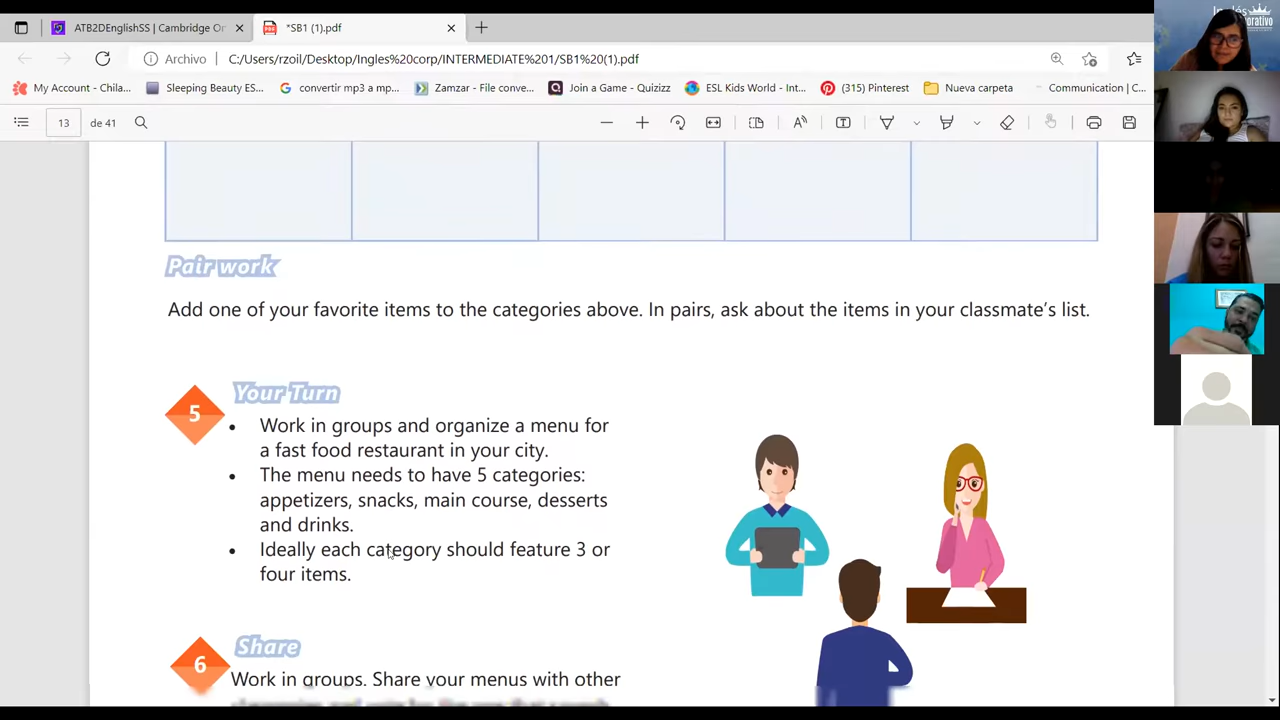 ATB2DEnglishSS | Cambridge Or
*SB1 (1).pdf
Inglés
orativo
Archivo
C:/Users/rzoil/Desktop/Ingles%20corp/INTERMEDIATE%201/SB1%20(1).pdf
My Account - Chila...
Sleeping Beauty ES...
convertir mp3 a mp...
Zamzar - File conve...
Join a Game - Quizizz
ESL Kids World - Int...
(315) Pinterest
Nueva carpeta
Communication | C...
13
de 41
Pair work
Add one of your favorite items to the categories above. In pairs, ask about the items in your classmate's list.
5
Your Turn
• Work in groups and organize a menu for
a fast food restaurant in your city.
• The menu needs to have 5 categories:
appetizers, snacks, main course, desserts
and drinks.
• Ideally each category should feature 3 or
four items.
6
Share
Work in groups. Share your menus with other